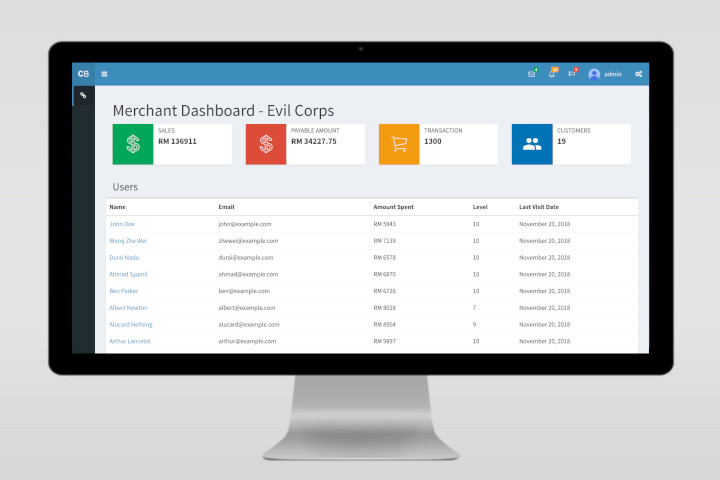 CB
admin
Merchant Dashboard - Evil Corps
SALES
RM 136911
PAYABLE AMOUNT
RM 34227.75
TRANSACTION
1300
CUSTOMERS
19
Users
Name Email Amount Spent Level Last Visit Date
John Doe john@example.com RM 5943 10 November 20, 2018
Wong Zhe Wei zhewei@example.com RM 7139 10 November 20, 2018
Durai Nadu durai@example.com RM 6578 10 November 20, 2018
Ahmad Syamil ahmad@example.com RM 6870 10 November 20, 2018
Ben Parker ben@example.com RM 6726 10 November 20, 2018
Albert Newton albert@example.com RM 8028 7 November 20, 2018
Alucard Hellsing alucard@example.com RM 8904 9 November 20, 2018
Arthur Lancelot arthur@example.com RM 9897 10 November 20, 2018